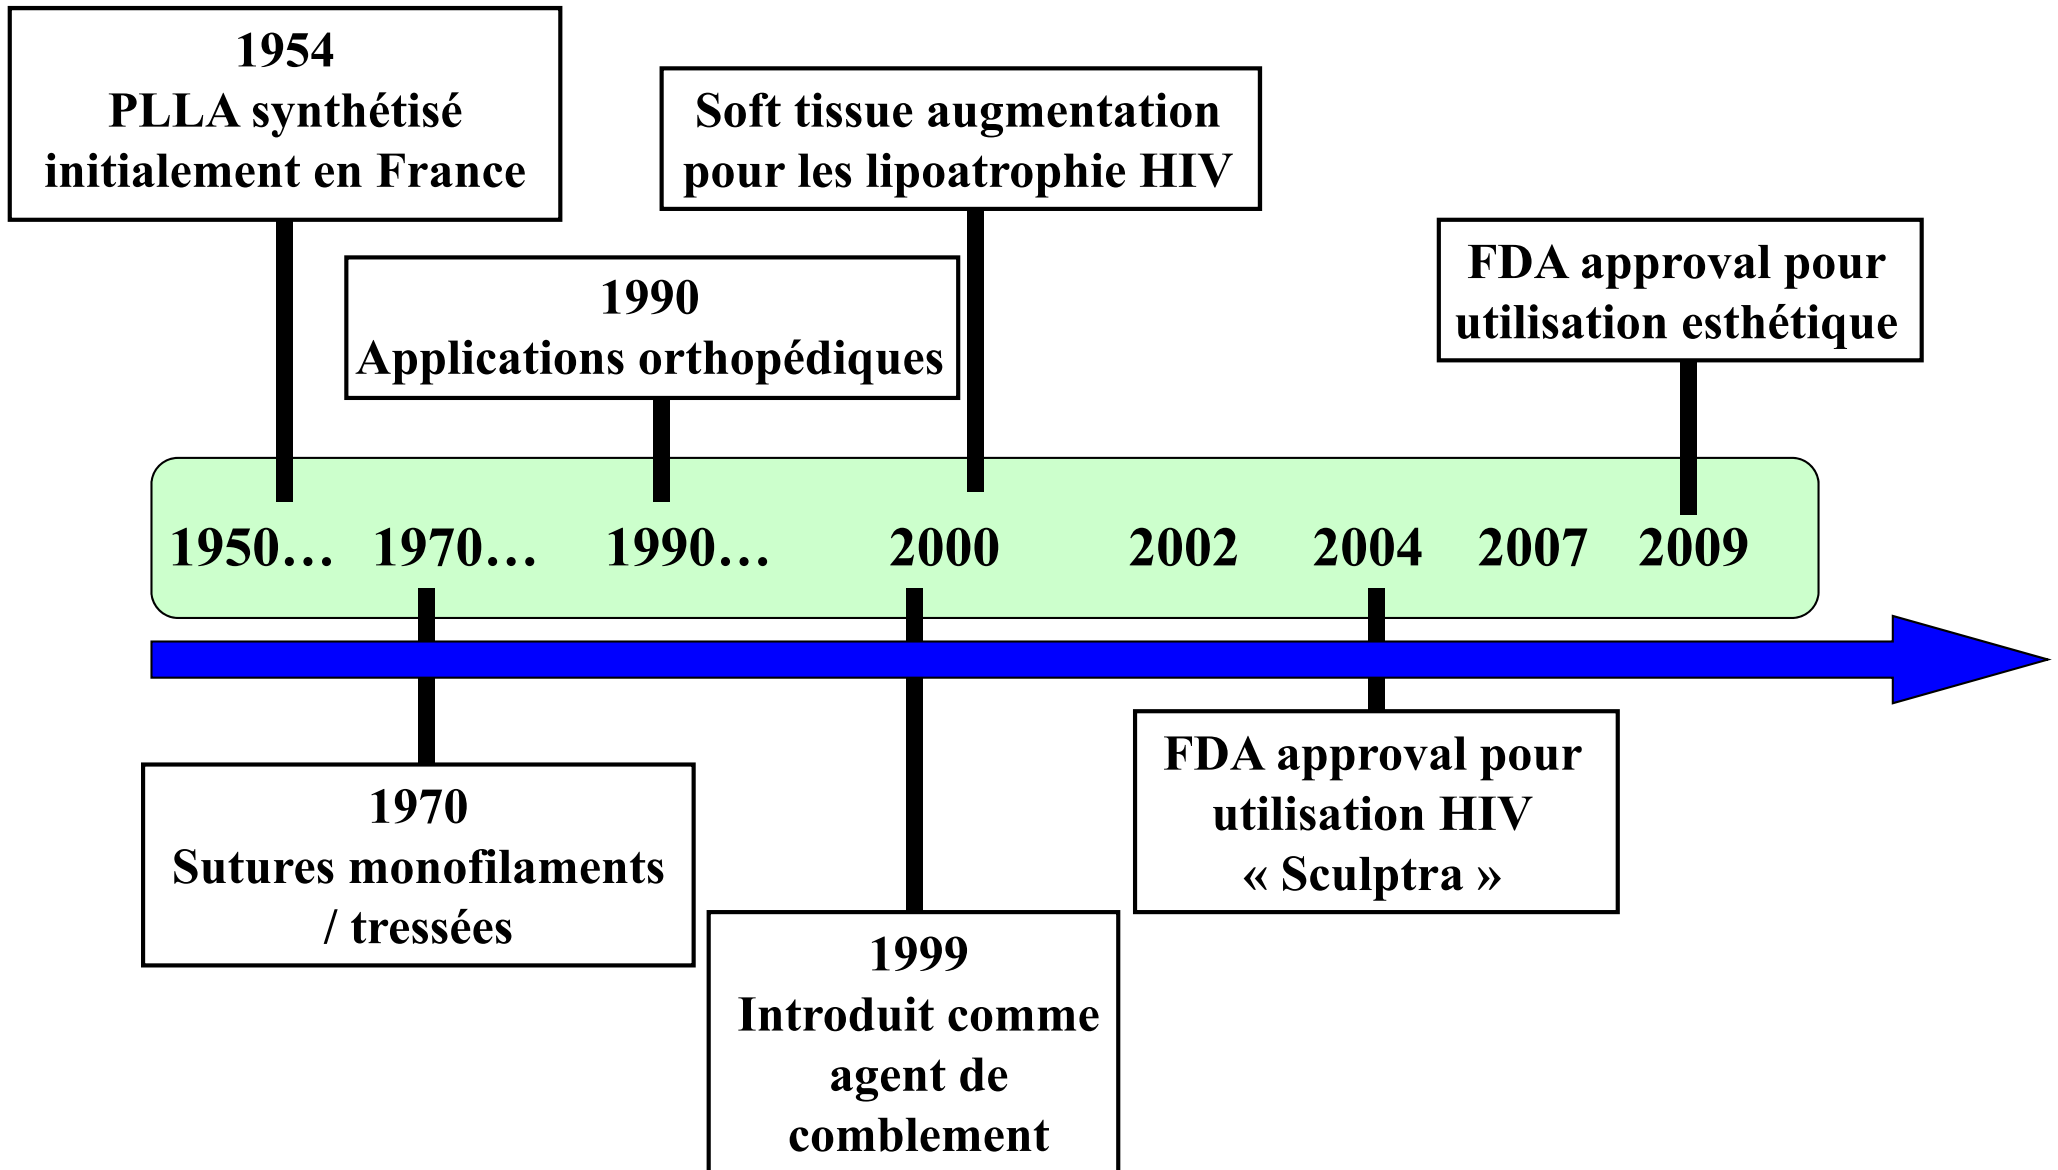 1954
PLLA synthétisé
initialement en France
Soft tissue augmentation
pour les lipoatrophie HIV
1990
Applications orthopédiques
FDA approval pour
utilisation esthétique
1950… 1970… 1990… 2000 2002 2004 2007 2009
1970
Sutures monofilaments
/ tressées
1999
Introduit comme
agent de
comblement
FDA approval pour
utilisation HIV
« Sculptra »